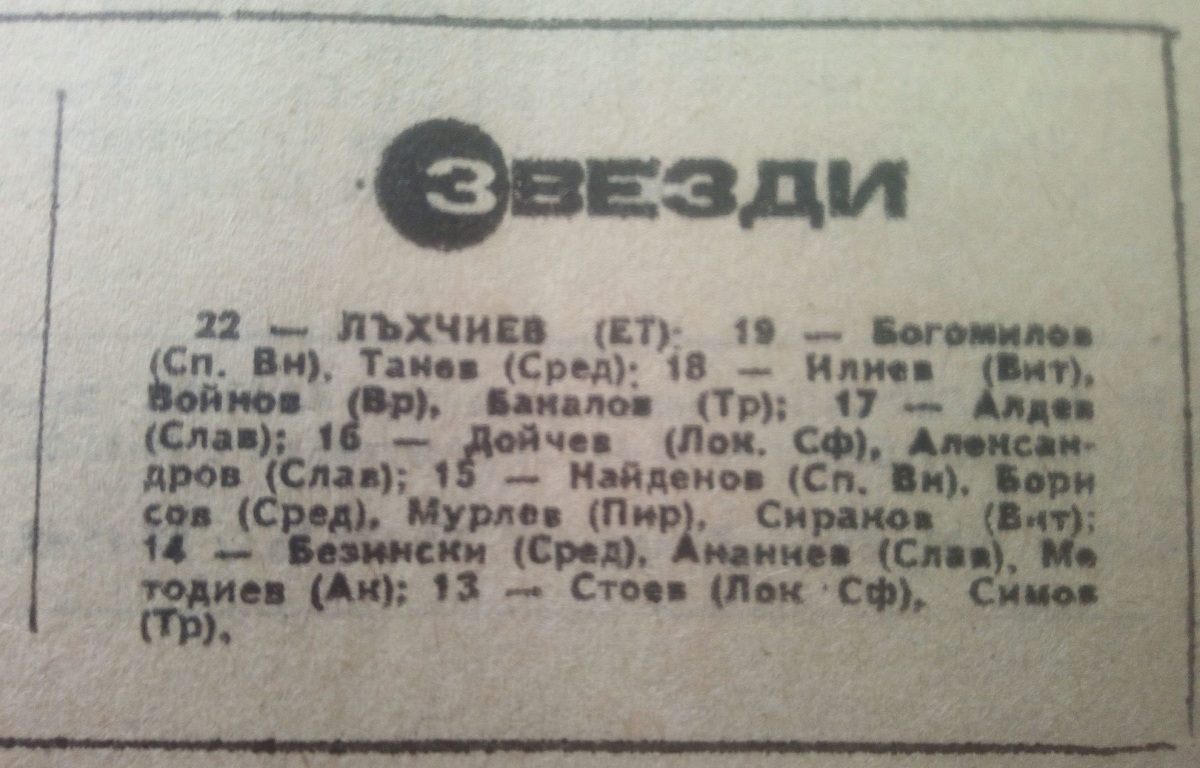 ЗВЕЗДИ
22 — ЛЪХЧИЕВ (ЕТ); 19 — Богомилов
(Сп. Вн), Танев (Сред); 18 — Илиев (Вит),
Войнов (Вр), Бакалов (Тр); 17 — Алдев
(Слав); 16 — Дойчев (Лок. Сф), Алексан-
дров (Слав); 15 — Найденов (Сп. Вн), Бори
сов (Сред), Мурлев (Пир), Сираков (Вит);
14 — Безински (Сред), Ананиев (Слав), Ме
тодиев (Ак); 13 — Стоев (Лок Сф), Симов
(Тр),